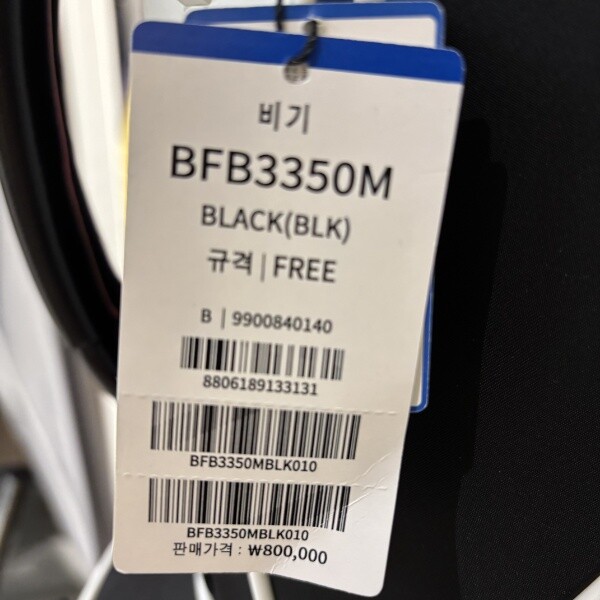 비기
BFB3350M
BLACK(BLK)
규격 | FREE
B | 9900840140
8806189133131
BFB3350MBLK010
BFB3350MBLK010
판매가격 : ₩800,000